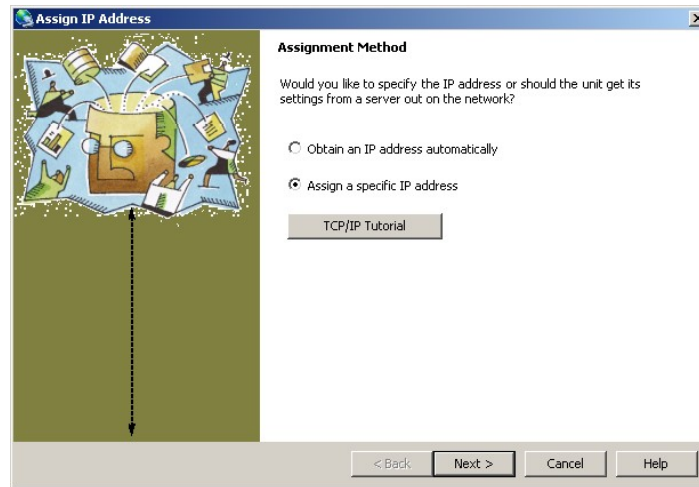 Assign IP Address
Assignment Method
Would you like to specify the IP address or should the unit get its
settings from a server out on the network?
Obtain an IP address automatically
Assign a specific IP address
TCP/IP Tutorial
< Back
Next >
Cancel
Help